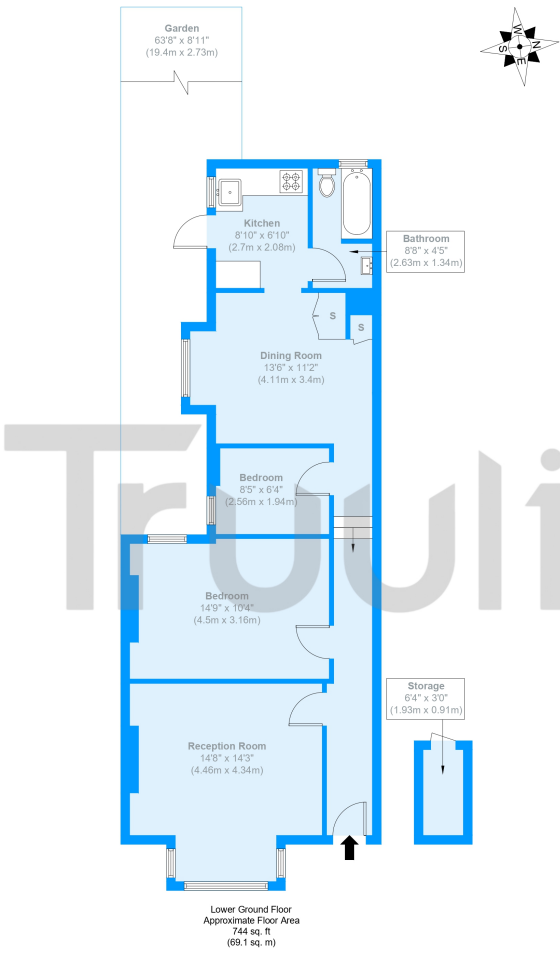 Garden
63'8" x 8'11"
(19.4m x 2.73m)
W
N
S
E
Kitchen
8'10" x 6'10"
(2.7m x 2.08m)
Bathroom
8'8" x 4'5"
(2.63m x 1.34m)
S
S
Dining Room
13'6" x 11'2"
(4.11m x 3.4m)
Truuli
Bedroom
8'5" x 6'4"
(2.56m x 1.94m)
Bedroom
14'9" x 10'4"
(4.5m x 3.16m)
Storage
6'4" x 3'0"
(1.93m x 0.91m)
Reception Room
14'8" x 14'3"
(4.46m x 4.34m)
Lower Ground Floor
Approximate Floor Area
744 sq. ft
(69.1 sq. m)